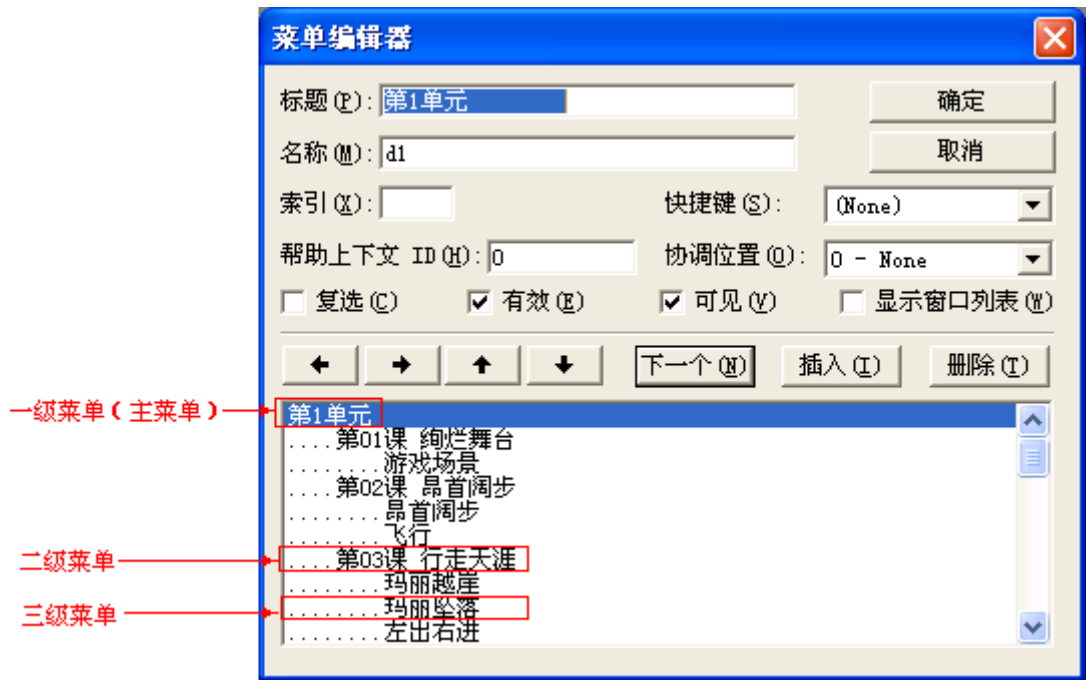 菜单编辑器
标题(P): 第1单元 确定
名称(M): d1 取消
索引(X): 快捷键(S): (None)
帮助上下文 ID(H): 0 协调位置(O): 0 - None
复选(C) 有效(E) 可见(V) 显示窗口列表(W)
下一个(N) 插入(I) 删除(T)
一级菜单(主菜单) 第1单元
....第01课 绚烂舞台
........游戏场景
....第02课 昂首阔步
........昂首阔步
........飞行
二级菜单 ....第03课 行走天涯
........玛丽越崖
三级菜单 ........玛丽坠落
........左出右进